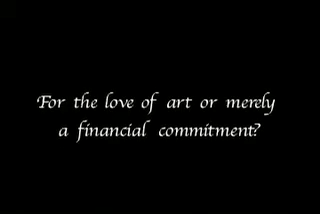 For the love of art or merely
a financial commitment?